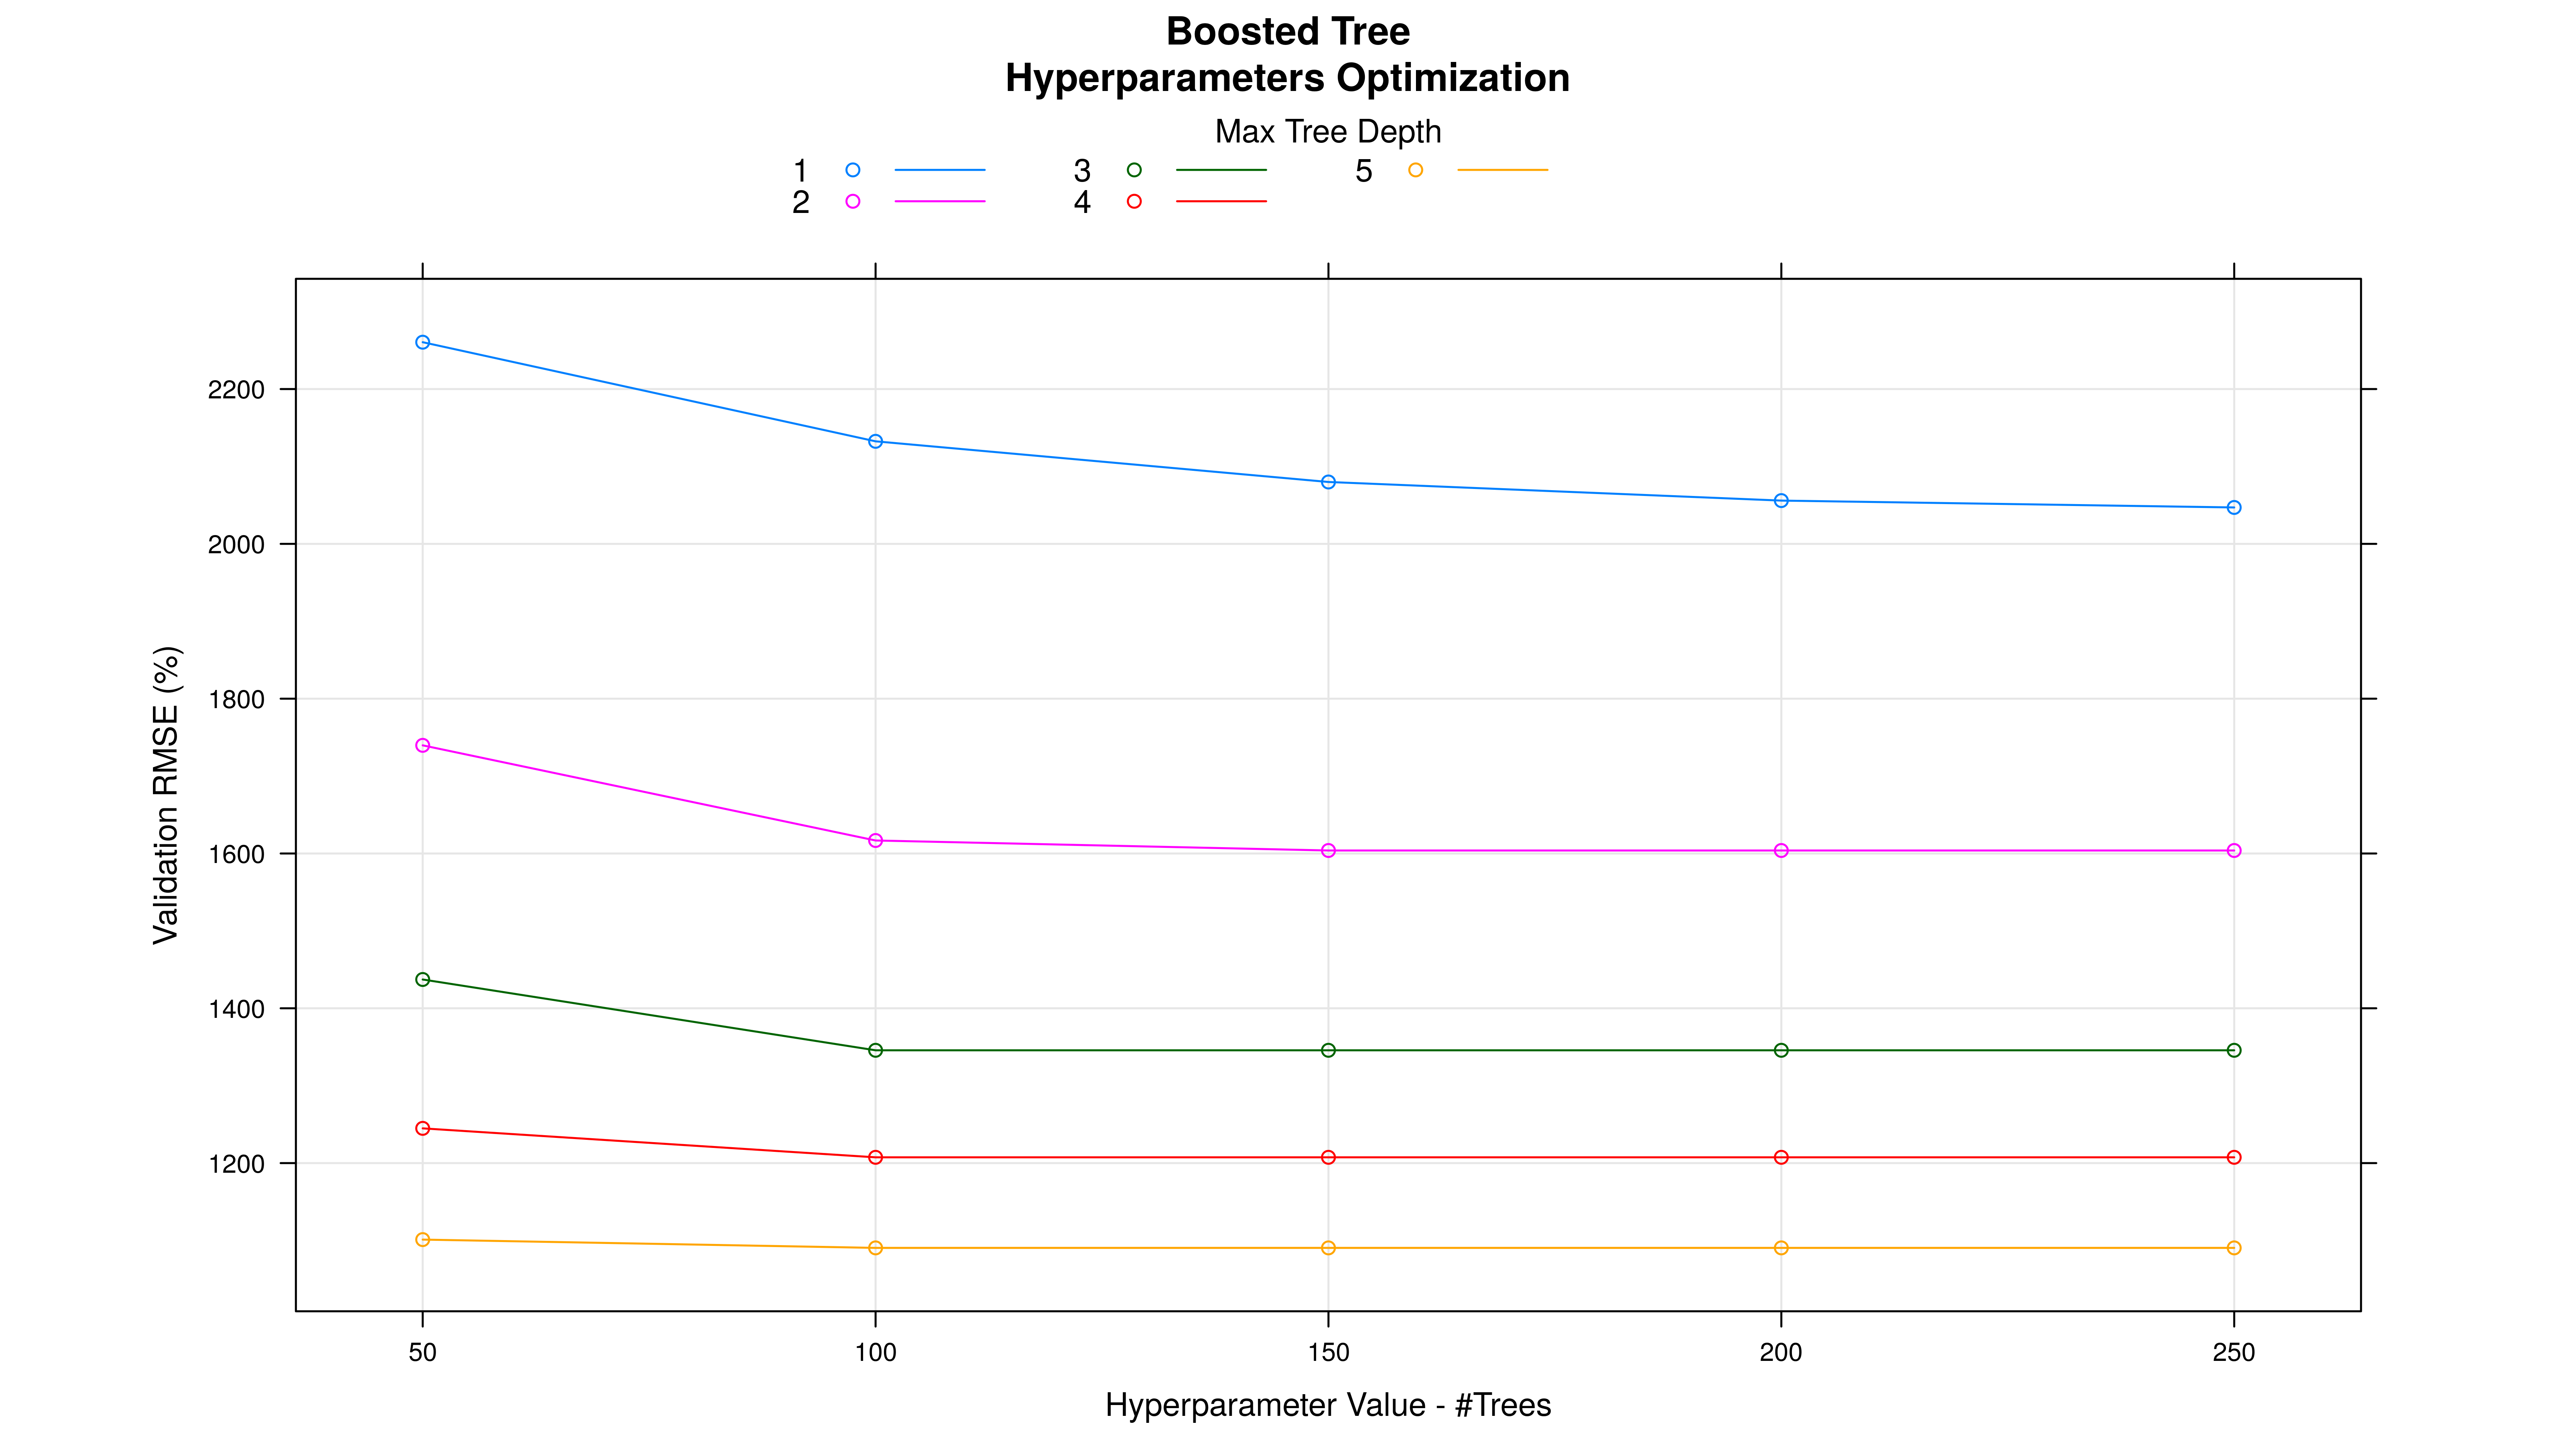 Boosted Tree
Hyperparameters Optimization
Max Tree Depth
1 3 5
2 4
2200
2000
1800
1600
1400
1200
Validation RMSE (%)
50 100 150 200 250
Hyperparameter Value - #Trees